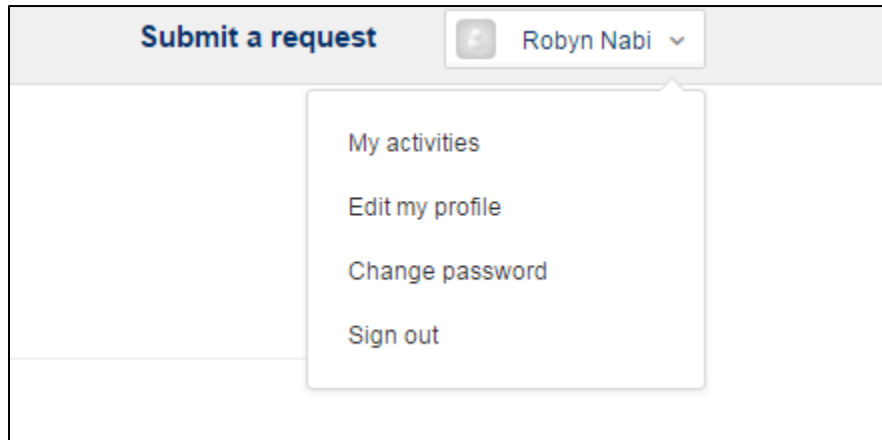 Submit a request
Robyn Nabi
My activities
Edit my profile
Change password
Sign out